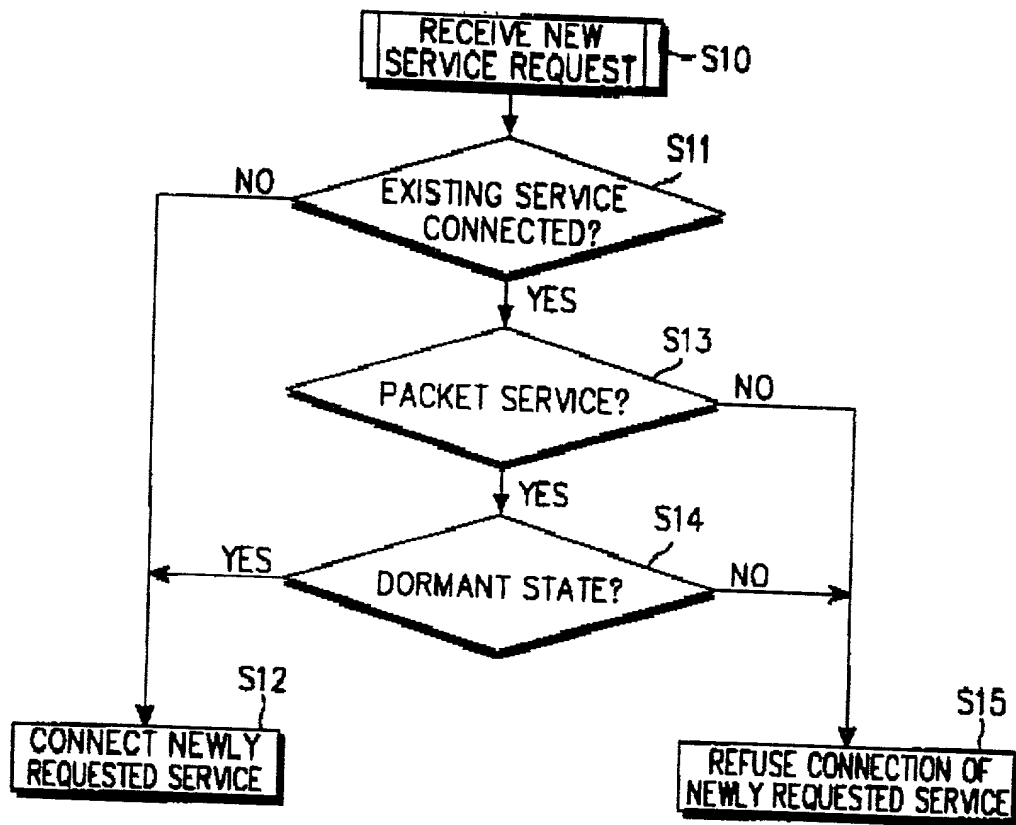 RECEIVE NEW
SERVICE REQUEST
S10
S11
NO
EXISTING SERVICE
CONNECTED?
YES
S13
PACKET SERVICE?
NO
YES
S14
YES
DORMANT STATE?
NO
S12
CONNECT NEWLY
REQUESTED SERVICE
S15
REFUSE CONNECTION OF
NEWLY REQUESTED SERVICE